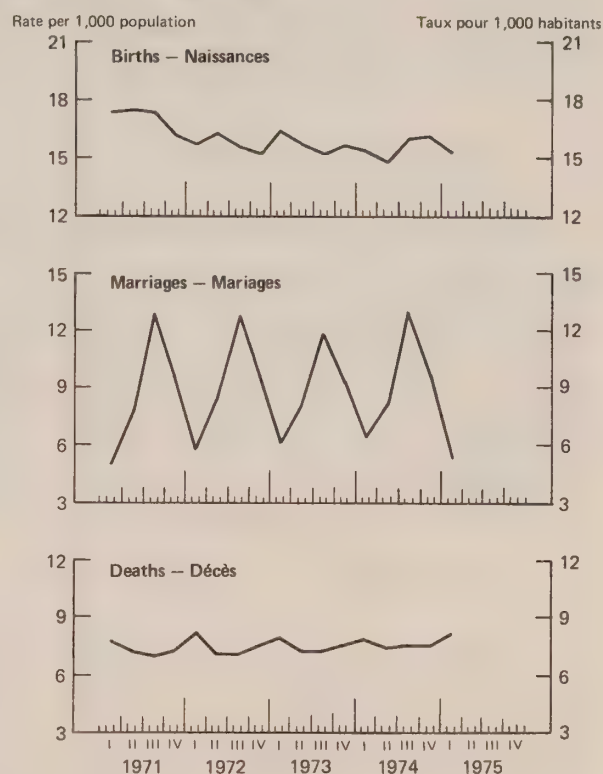 Rate per 1,000 population
Taux pour 1,000 habitants
21 21
Births – Naissances
18 18
15 15
12 12
15 15
Marriages – Mariages
12 12
9 9
6 6
3 3
12 12
Deaths – Décès
9 9
6 6
3 3
I II III IV I II III IV I II III IV I II III IV I II III IV
1971 1972 1973 1974 1975